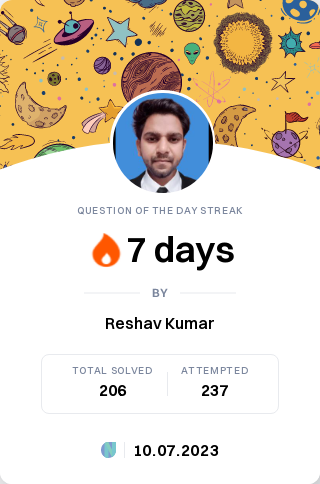 QUESTION OF THE DAY STREAK
7 days
BY
Reshav Kumar
TOTAL SOLVED ATTEMPTED
206 237
10.07.2023